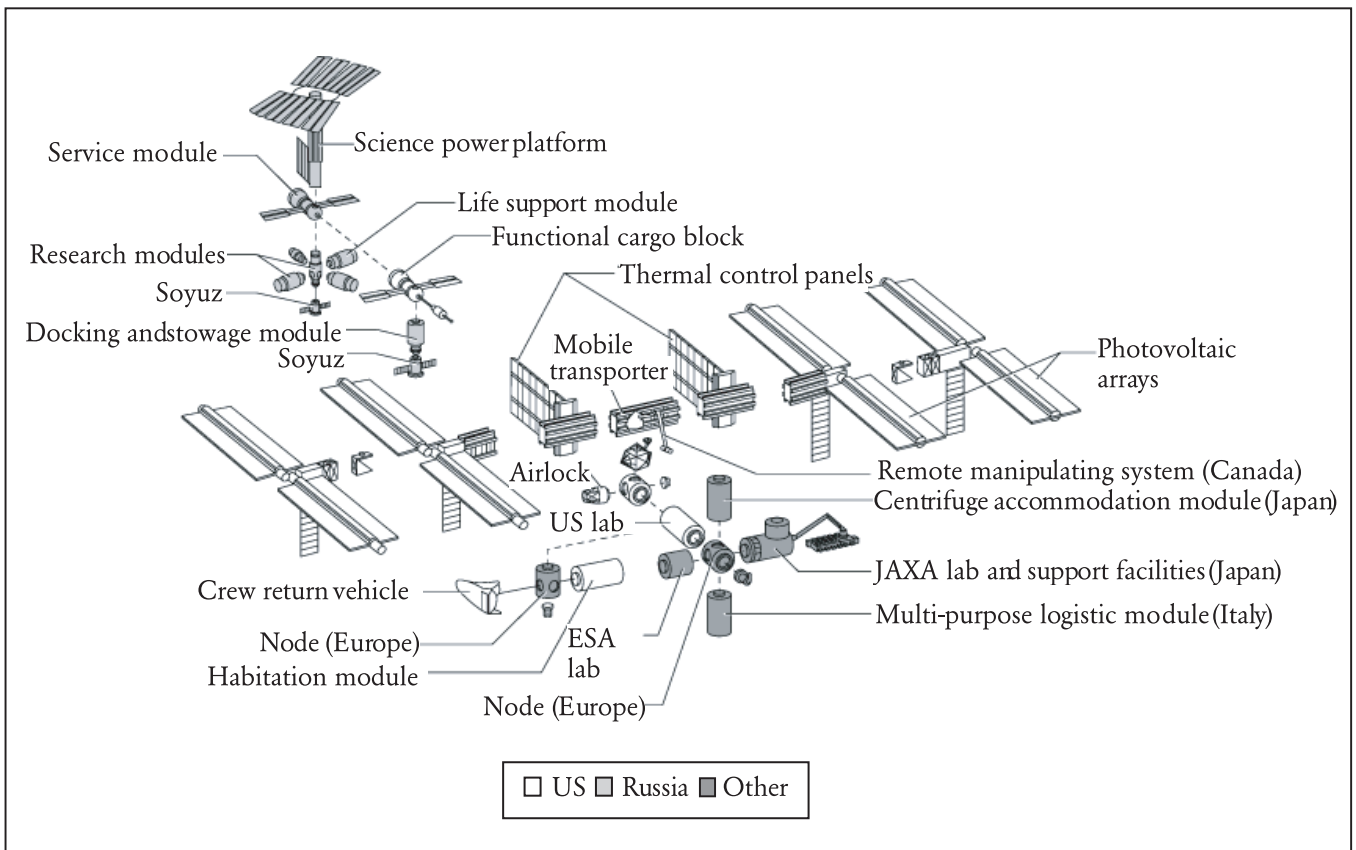 Science power platform
Service module
Life support module
Functional cargo block
Research modules
Thermal control panels
Soyuz
Docking andstowage module
Soyuz
Mobile
transporter
Photovoltaic
arrays
Airlock
Remote manipulating system (Canada)
Centrifuge accommodation module (Japan)
US lab
JAXA lab and support facilities (Japan)
Crew return vehicle
Multi-purpose logistic module (Italy)
Node (Europe)
ESA
lab
Habitation module
Node (Europe)
US Russia Other